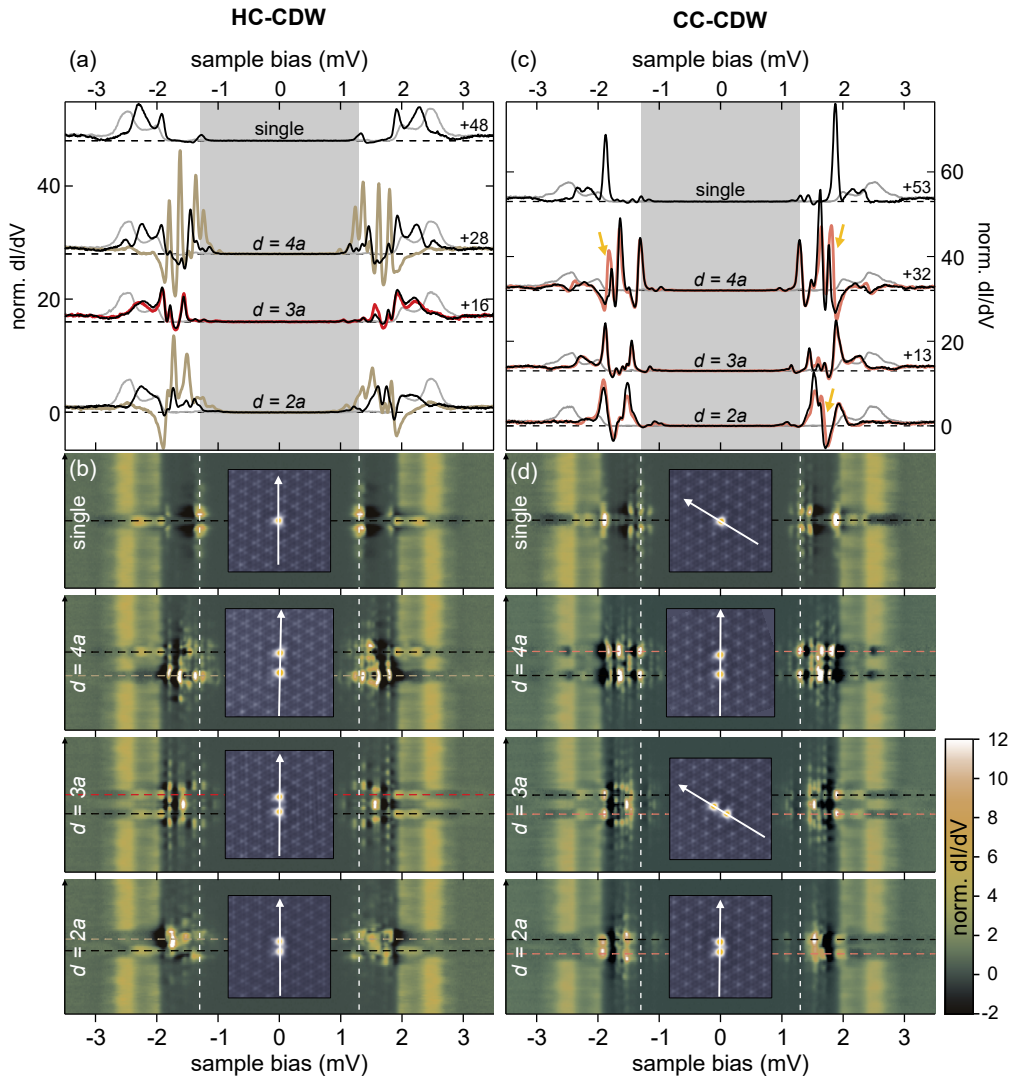 HC-CDW
CC-CDW
(a)
sample bias (mV)
-3 -2 -1 0 1 2 3
norm. dI/dV
40
20
0
single
+48
d = 4a
+28
d = 3a
+16
d = 2a
(c)
sample bias (mV)
-3 -2 -1 0 1 2 3
norm. dI/dV
60
40
20
0
single
+53
d = 4a
+32
d = 3a
+13
d = 2a
(b)
single
d = 4a
d = 3a
d = 2a
-3 -2 -1 0 1 2 3
sample bias (mV)
(d)
single
d = 4a
d = 3a
d = 2a
-3 -2 -1 0 1 2 3
sample bias (mV)
12
10
8
6
4
2
0
-2
norm. dI/dV